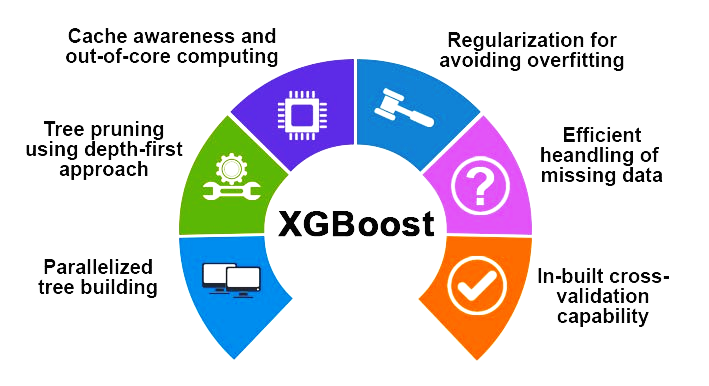 Cache awareness and
out-of-core computing
Regularization for
avoiding overfitting
Tree pruning
using depth-first
approach
Efficient
heandling of
missing data
XGBoost
Parallelized
tree building
In-built cross-
validation
capability